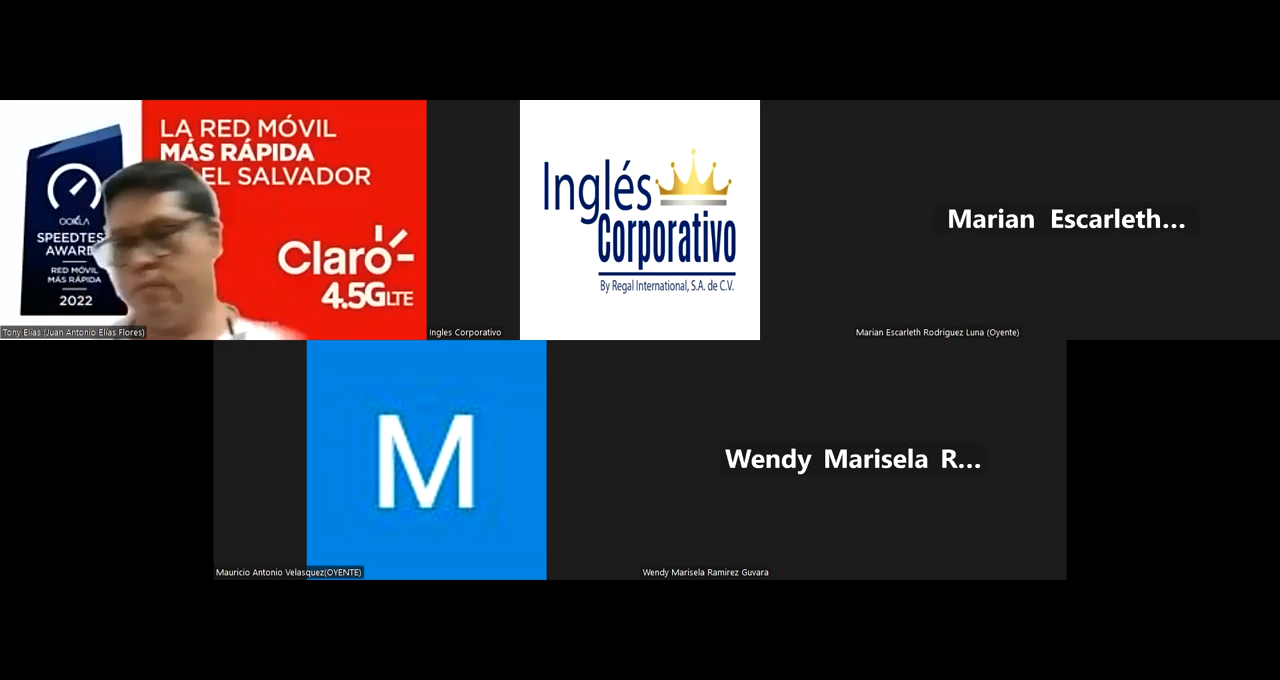 LA RED MÓVIL
MÁS RÁPIDA
EL SALVADOR
OOKLA
SPEEDTES
AWARD
RED MÓVIL
MÁS RÁPIDA
2022
Claro
4.5G LTE
Tony Elias (Juan Antonio Elias Flores)
Inglés
Corporativo
By Regal International, S.A. de C.V.
Ingles Corporativo
Marian Escarleth...
Marian Escarleth Rodriguez Luna (Oyente)
M
Mauricio Antonio Velasquez(OYENTE)
Wendy Marisela R...
Wendy Marisela Ramirez Guvara